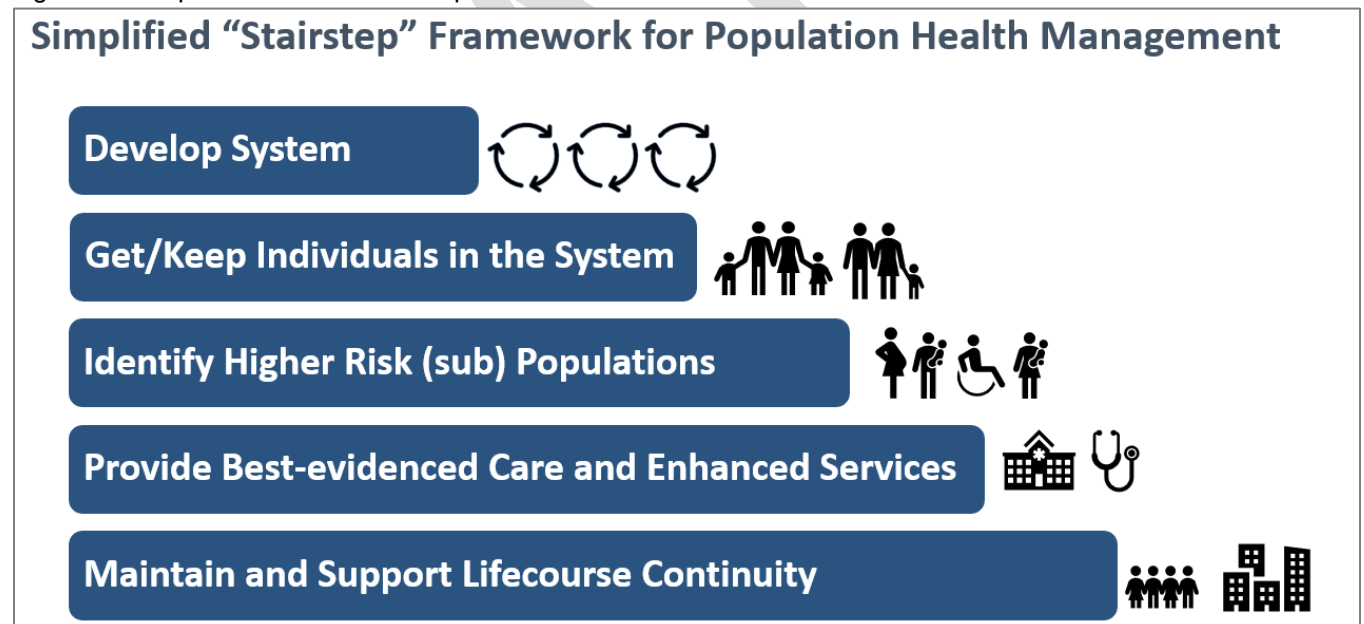 Simplified “Stairstep” Framework for Population Health Management
Develop System
Get/Keep Individuals in the System
Identify Higher Risk (sub) Populations
Provide Best-evidenced Care and Enhanced Services
Maintain and Support Lifecourse Continuity